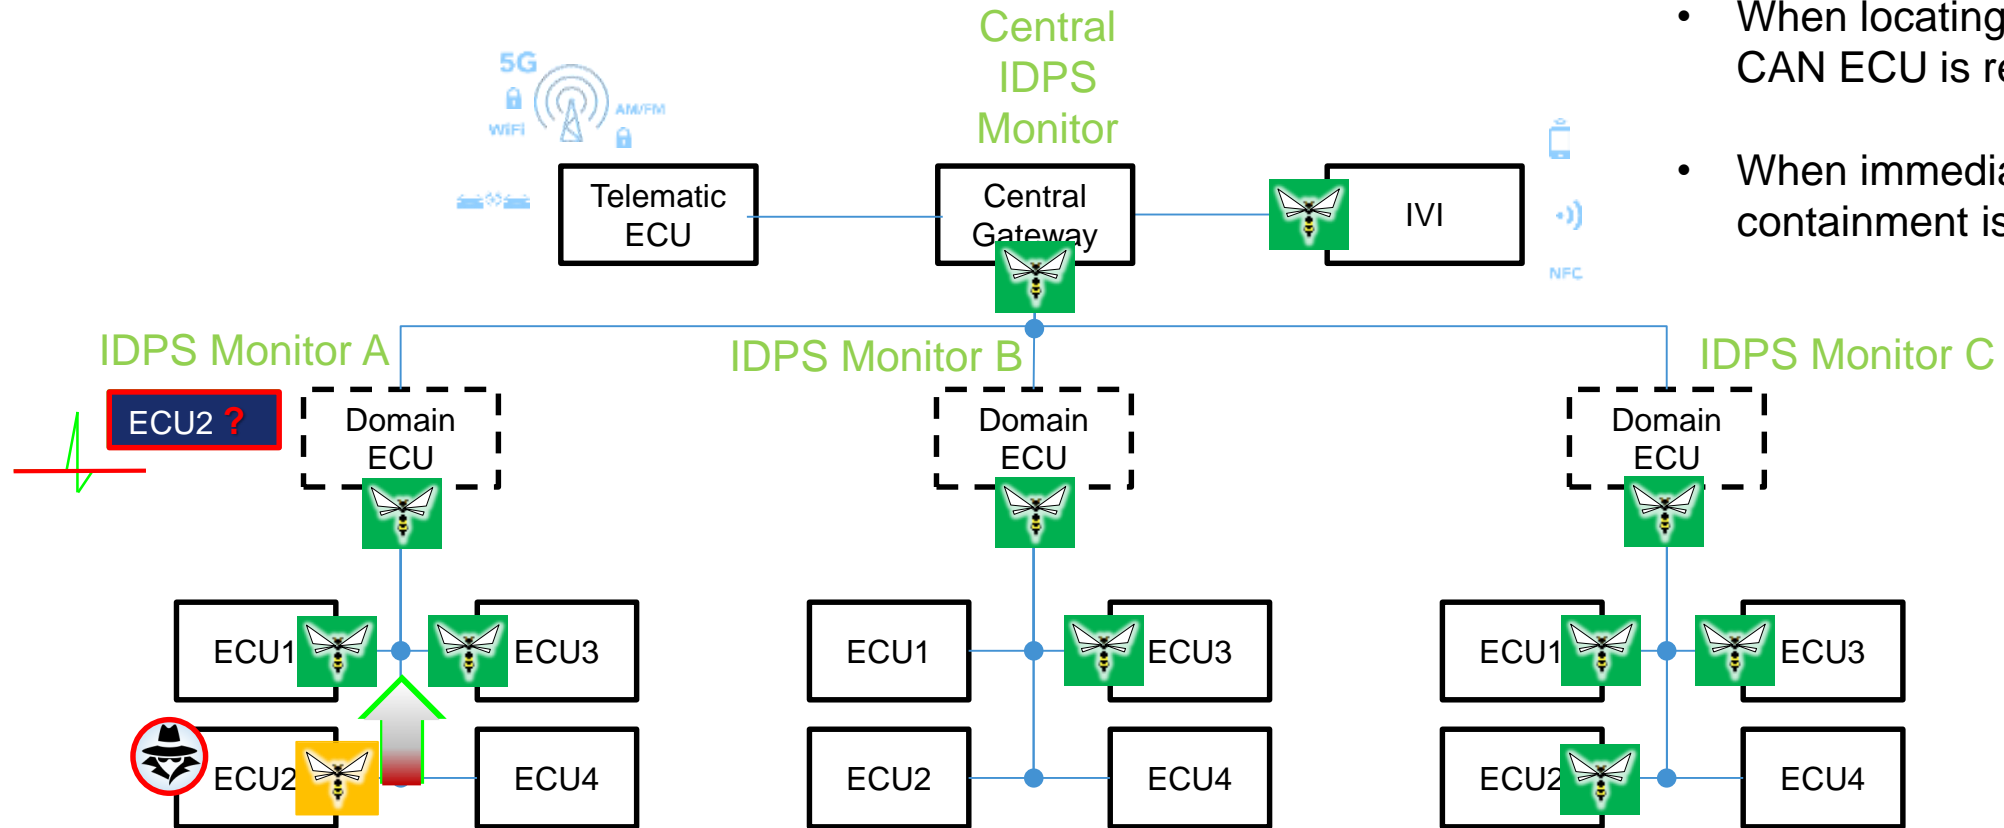 Central
IDPS
Monitor
• When locating
CAN ECU is re
5G
WiFi
AM/FM
• When immedia
containment is
Telematic
ECU
Central
Gateway
IVI
NFC
IDPS Monitor A
IDPS Monitor B
IDPS Monitor C
ECU2 ?
Domain
ECU
Domain
ECU
Domain
ECU
ECU1
ECU3
ECU1
ECU3
ECU1
ECU3
ECU2
ECU4
ECU2
ECU4
ECU2
ECU4